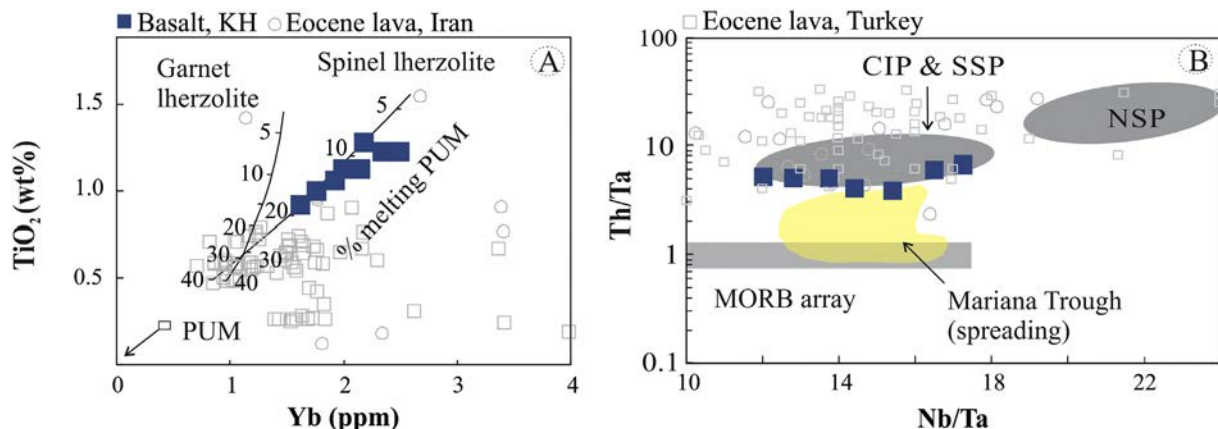 Basalt, KH Eocene lava, Iran
A
Garnet
lherzolite
Spinel lherzolite
5
5
10
10
20
20
30
30
40
40
% melting PUM
PUM
TiO2 (wt%)
1.5
1.0
0.5
0
0 1 2 3 4
Yb (ppm)
Eocene lava, Turkey
B
CIP & SSP
NSP
MORB array
Mariana Trough
(spreading)
Th/Ta
100
10
1
0.1
10 14 18 22
Nb/Ta